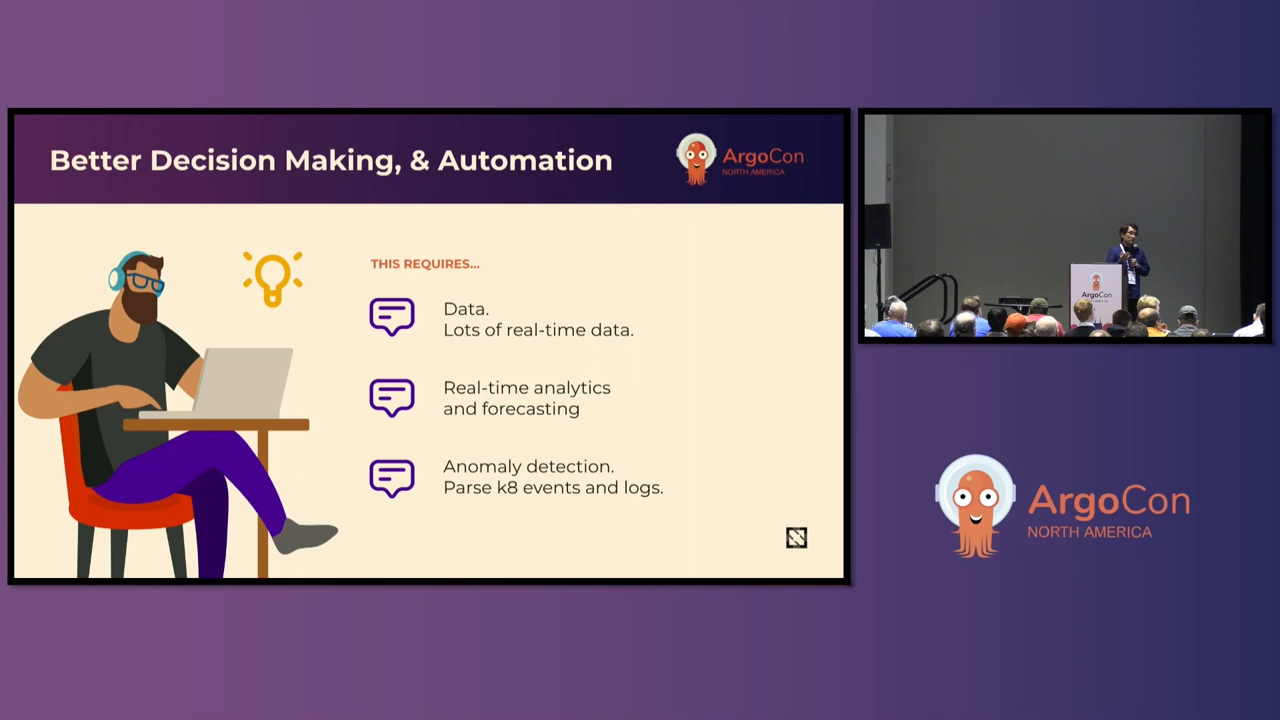 Better Decision Making, & Automation
ArgoCon
NORTH AMERICA
THIS REQUIRES...
Data.
Lots of real-time data.
Real-time analytics
and forecasting
Anomaly detection.
Parse k8 events and logs.
ArgoCon
ArgoCon
NORTH AMERICA